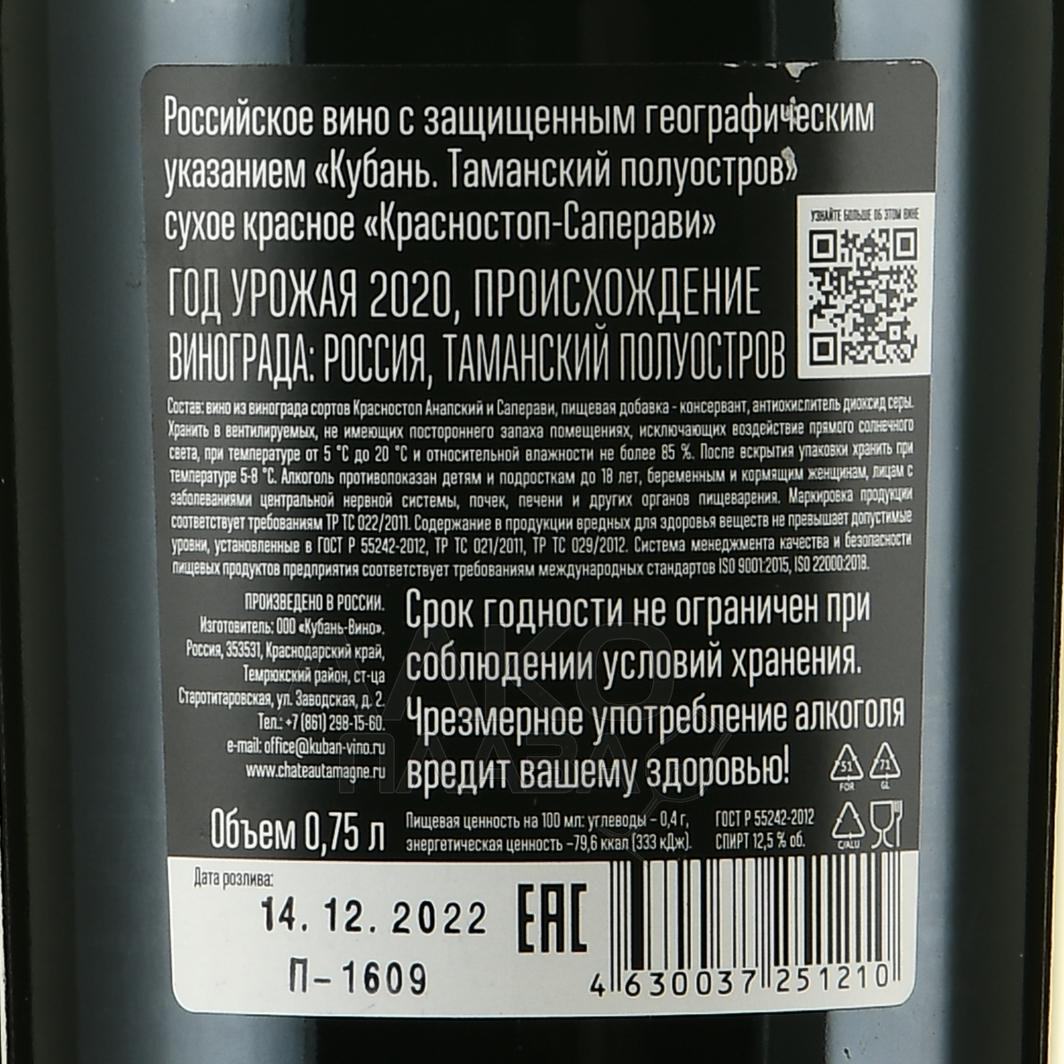 Российское вино с защищенным географическим
указанием «Кубань. Таманский полуостров»
сухое красное «Красностоп-Саперави»
УЗНАЙТЕ БОЛЬШЕ ОБ ЭТОМ ВИНЕ
ГОД УРОЖАЯ 2020, ПРОИСХОЖДЕНИЕ
ВИНОГРАДА: РОССИЯ, ТАМАНСКИЙ ПОЛУОСТРОВ
Состав: вино из винограда сортов Красностоп Анапский и Саперави, пищевая добавка - консервант, антиокислитель диоксид серы.
Хранить в вентилируемых, не имеющих постороннего запаха помещениях, исключающих воздействие прямого солнечного
света, при температуре от 5 °C до 20 °C и относительной влажности не более 85 %. После вскрытия упаковки хранить при
температуре 5-8 °C. Алкоголь противопоказан детям и подросткам до 18 лет, беременным и кормящим женщинам, лицам с
заболеваниями центральной нервной системы, почек, печени и других органов пищеварения. Маркировка продукции
соответствует требованиям ТР ТС 022/2011. Содержание в продукции вредных для здоровья веществ не превышает допустимые
уровни, установленные в ГОСТ Р 55242-2012, ТР ТС 021/2011, ТР ТС 029/2012. Система менеджмента качества и безопасности
пищевых продуктов предприятия соответствует требованиям международных стандартов ISO 9001:2015, ISO 22000:2018.
ПРОИЗВЕДЕНО В РОССИИ.
Изготовитель: ООО «Кубань-Вино».
Россия, 353531, Краснодарский край,
Темрюкский район, ст-ца
Старотитаровская, ул. Заводская, д. 2.
Тел.: +7 (861) 298-15-60.
e-mail: office@kuban-vino.ru
www.chateautamagne.ru
Срок годности не ограничен при
соблюдении условий хранения.
Чрезмерное употребление алкоголя
вредит вашему здоровью!
51 71
FOR GL
C/ALU
Объем 0,75 л
Пищевая ценность на 100 мл: углеводы – 0,4 г,
энергетическая ценность –79,6 ккал (333 кДж).
ГОСТ Р 55242-2012
СПИРТ 12,5 % об.
Дата розлива:
14. 12. 2022
П-1609
EAC
4 630037 251210
АКО
ПЛАЗА